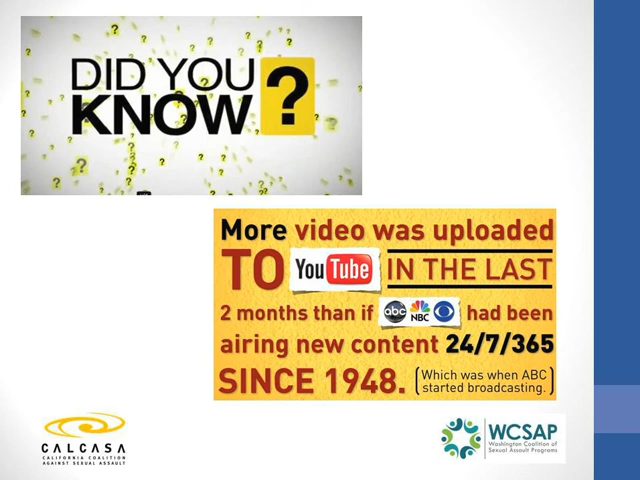 DID YOU
KNOW ?
More video was uploaded
TO YouTube IN THE LAST
2 months than if abc NBC had been
airing new content 24/7/365
SINCE 1948. (Which was when ABC
started broadcasting.)
CALCASA
CALIFORNIA COALITION
AGAINST SEXUAL ASSAULT
WCSAP
Washington Coalition of
Sexual Assault Programs